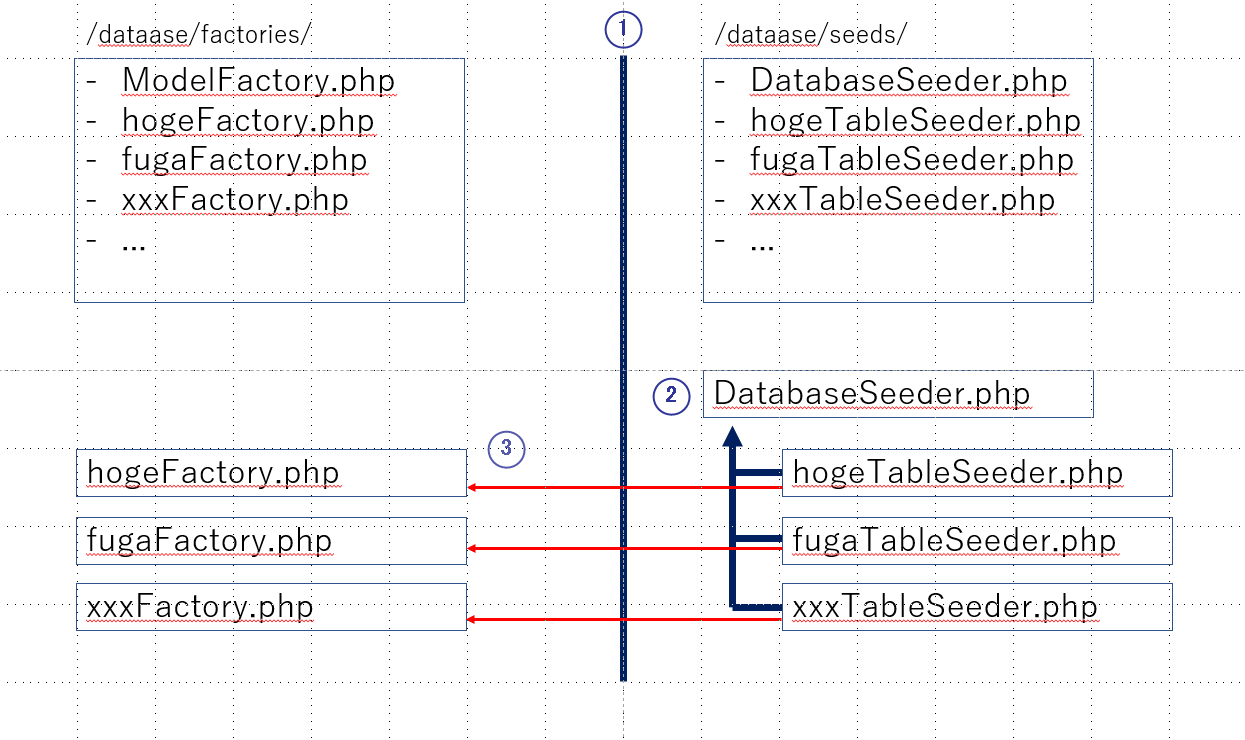 /dataase/factories/
- ModelFactory.php
- hogeFactory.php
- fugaFactory.php
- xxxFactory.php
- ...
1
/dataase/seeds/
- DatabaseSeeder.php
- hogeTableSeeder.php
- fugaTableSeeder.php
- xxxTableSeeder.php
- ...
2
DatabaseSeeder.php
3
hogeFactory.php
hogeTableSeeder.php
fugaFactory.php
fugaTableSeeder.php
xxxFactory.php
xxxTableSeeder.php